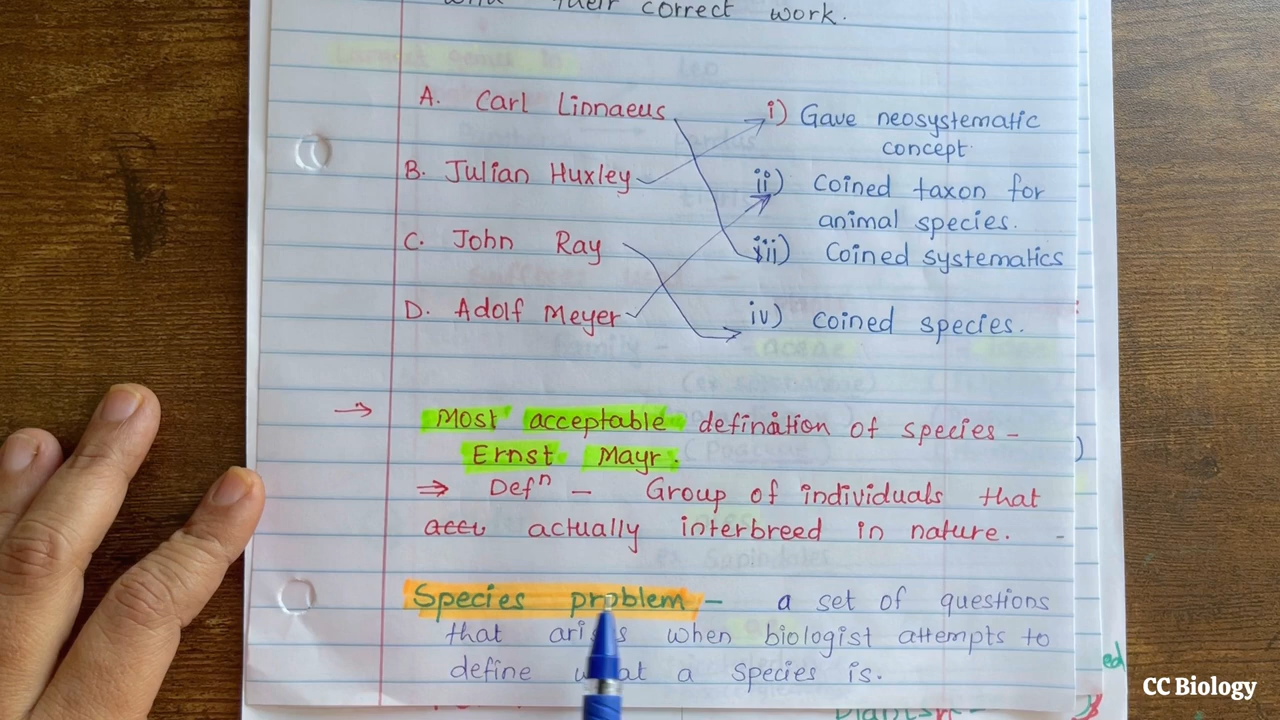 their correct work.
A. Carl Linnaeus
i) Gave neosystematic
concept.
B. Julian Huxley
ii) Coined taxon for
animal species.
C. John Ray
iii) Coined systematics
D. Adolf Meyer
iv) Coined species.
→ Most acceptable defination of species -
Ernst Mayr.
⇒ Defⁿ - Group of individuals that
accu actually interbreed in nature.
Species problem - a set of questions
that arises when biologist attempts to
define what a species is.
ed
CC Biology